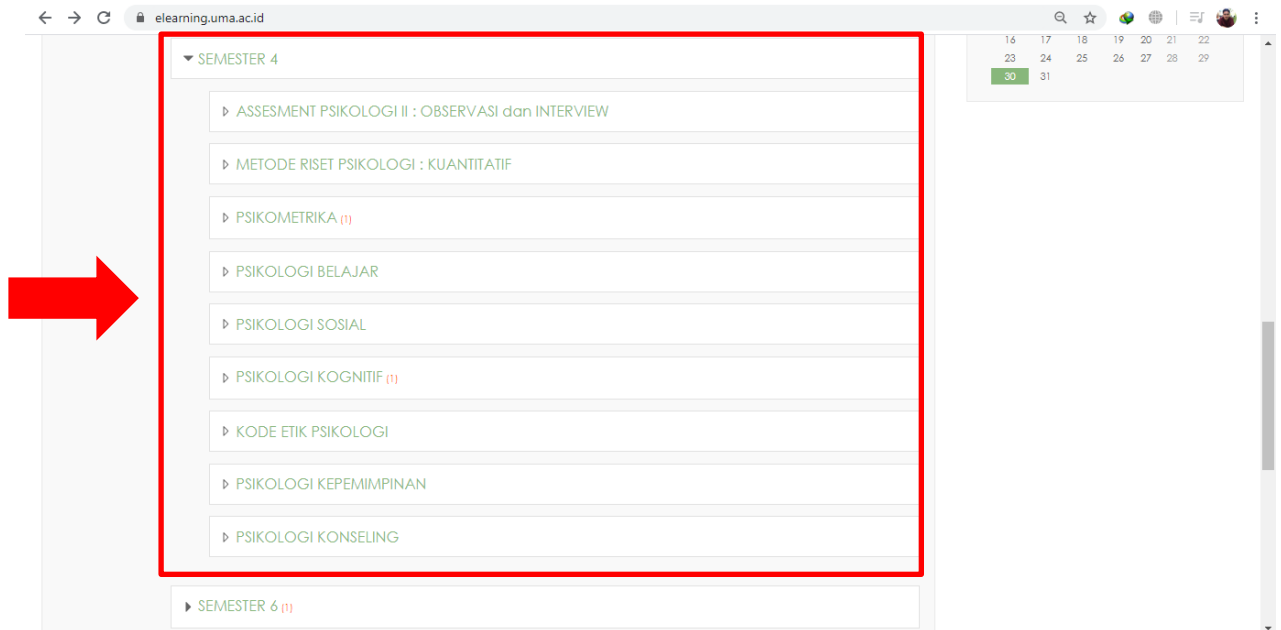 elearning.uma.ac.id
SEMESTER 4
ASSESMENT PSIKOLOGI II : OBSERVASI dan INTERVIEW
METODE RISET PSIKOLOGI : KUANTITATIF
PSIKOMETRIKA (1)
PSIKOLOGI BELAJAR
PSIKOLOGI SOSIAL
PSIKOLOGI KOGNITIF (1)
KODE ETIK PSIKOLOGI
PSIKOLOGI KEPEMIMPINAN
PSIKOLOGI KONSELING
SEMESTER 6 (1)
16 17 18 19 20 21 22
23 24 25 26 27 28 29
30 31